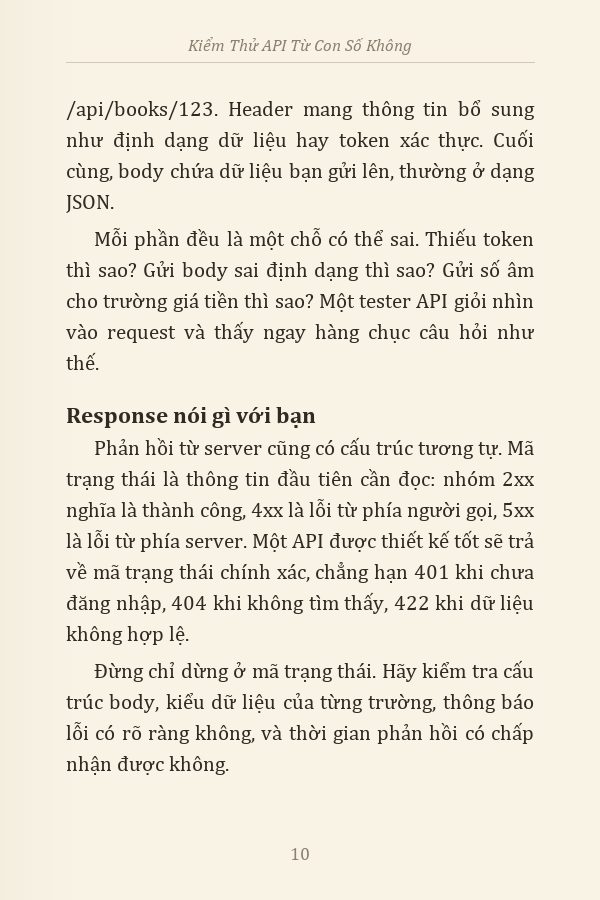 Kiểm Thử API Từ Con Số Không
/api/books/123. Header mang thông tin bổ sung
như định dạng dữ liệu hay token xác thực. Cuối
cùng, body chứa dữ liệu bạn gửi lên, thường ở dạng
JSON.
Mỗi phần đều là một chỗ có thể sai. Thiếu token
thì sao? Gửi body sai định dạng thì sao? Gửi số âm
cho trường giá tiền thì sao? Một tester API giỏi nhìn
vào request và thấy ngay hàng chục câu hỏi như
thế.
Response nói gì với bạn
Phản hồi từ server cũng có cấu trúc tương tự. Mã
trạng thái là thông tin đầu tiên cần đọc: nhóm 2xx
nghĩa là thành công, 4xx là lỗi từ phía người gọi, 5xx
là lỗi từ phía server. Một API được thiết kế tốt sẽ trả
về mã trạng thái chính xác, chẳng hạn 401 khi chưa
đăng nhập, 404 khi không tìm thấy, 422 khi dữ liệu
không hợp lệ.
Đừng chỉ dừng ở mã trạng thái. Hãy kiểm tra cấu
trúc body, kiểu dữ liệu của từng trường, thông báo
lỗi có rõ ràng không, và thời gian phản hồi có chấp
nhận được không.
10